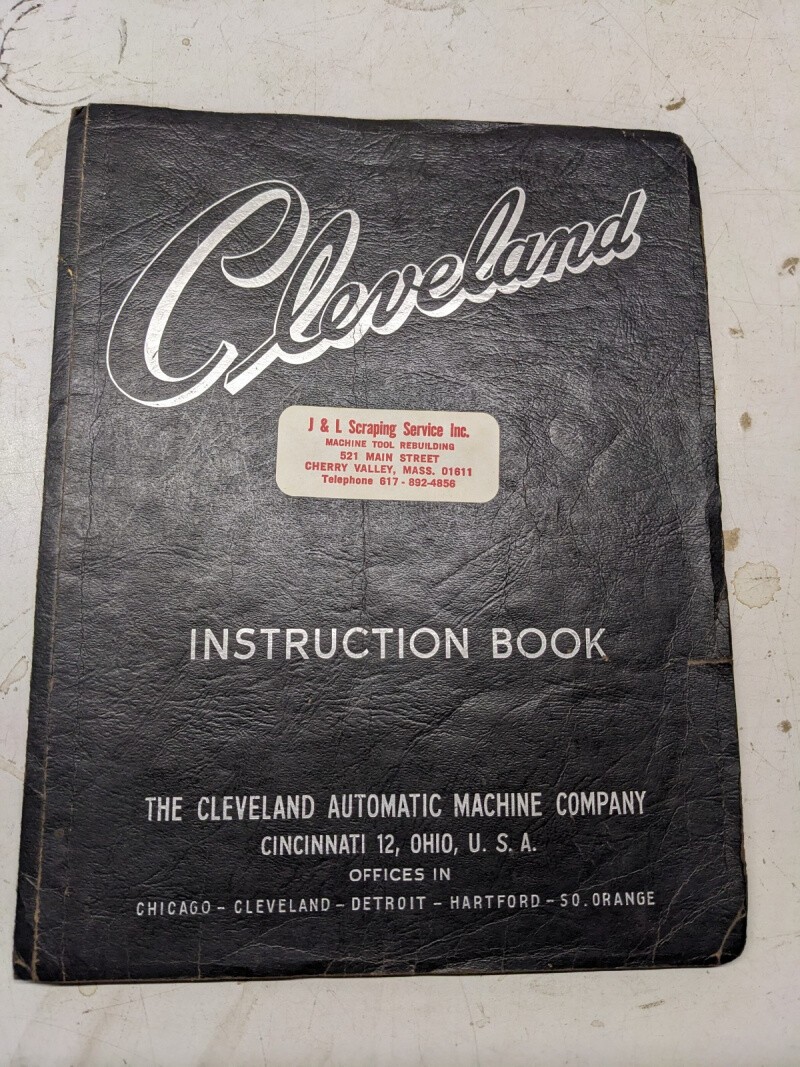 Cleveland
J & L Scraping Service Inc.
MACHINE TOOL REBUILDING
521 MAIN STREET
CHERRY VALLEY, MASS. 01611
Telephone 617 - 892-4856
INSTRUCTION BOOK
THE CLEVELAND AUTOMATIC MACHINE COMPANY
CINCINNATI 12, OHIO, U. S. A.
OFFICES IN
CHICAGO - CLEVELAND - DETROIT - HARTFORD - SO. ORANGE